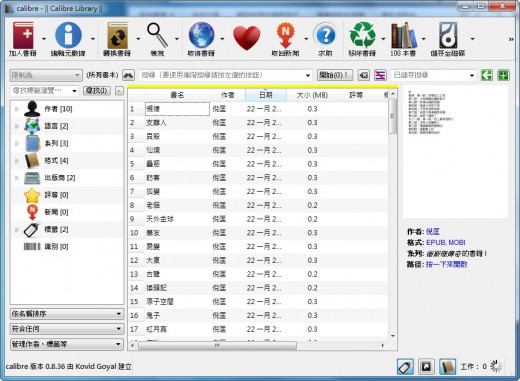 calibre - || Calibre Library ||
加入書籍 編輯元數據 轉換書籍 檢視 取得書籍 取回新聞 求助 移除書籍 108 本書 儲存至磁碟
限制為 (所有書本) 搜尋 (要使用進階搜尋請按左邊的按鈕) 開始(G)! 已儲存搜尋
尋找標籤瀏覽… 尋找(I)
作者 [10]
語言 [2]
系列 [3]
格式 [4]
出版商 [2]
評等 [0]
新聞 [0]
標籤 [2]
識別 [0]
依名稱排序
符合任何
管理作者、標籤等
書名 作者 日期 大小 (MB) 評等
1 規律 倪匡 22 一月 2... 0.3
2 支離人 倪匡 22 一月 2... 0.3
3 貝殼 倪匡 22 一月 2... 0.3
4 仙境 倪匡 22 一月 2... 0.3
5 蠱惑 倪匡 22 一月 2... 0.3
6 訪客 倪匡 22 一月 2... 0.3
7 狐變 倪匡 22 一月 2... 0.3
8 老貓 倪匡 22 一月 2... 0.2
9 天外金球 倪匡 22 一月 2... 0.3
10 筆友 倪匡 22 一月 2... 0.3
11 屍變 倪匡 22 一月 2... 0.3
12 大廈 倪匡 22 一月 2... 0.3
13 古聲 倪匡 22 一月 2... 0.2
14 換頭記 倪匡 22 一月 2... 0.2
15 原子空間 倪匡 22 一月 2... 0.3
16 鬼子 倪匡 22 一月 2... 0.3
17 紅月亮 倪匡 22 一月 2... 0.3
作者: 倪匡
格式: EPUB, MOBI
系列: 衛斯理傳奇 的書籍 I
路徑: 按一下來開啟
calibre 版本 0.8.36 由 Kovid Goyal 建立
工作: 0